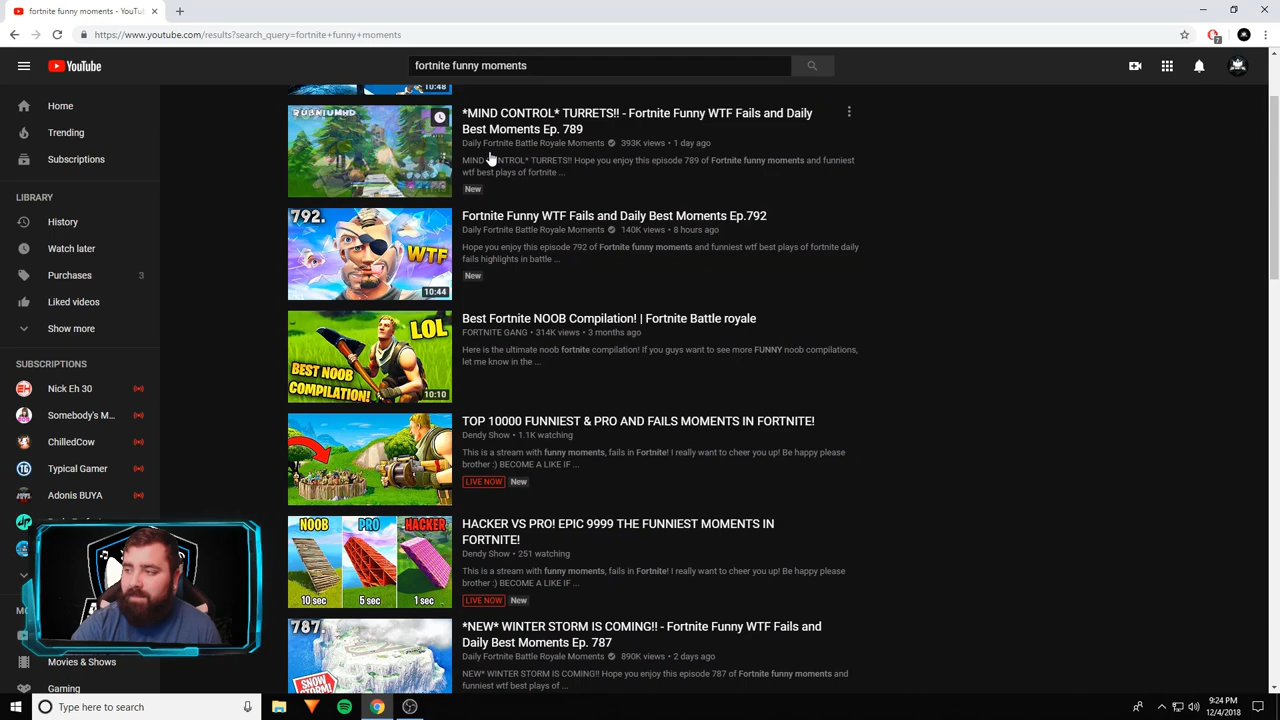 fortnite funny moments - YouTu
https://www.youtube.com/results?search_query=fortnite+funny+moments
7
YouTube
fortnite funny moments
10:48
Home
Trending
Subscriptions
LIBRARY
History
Watch later
Purchases 3
Liked videos
Show more
SUBSCRIPTIONS
Nick Eh 30
Somebody's M...
ChilledCow
Typical Gamer
Adonis BUYA
Movies & Shows
Gaming
RUBNIUMHD
*MIND CONTROL* TURRETS!! - Fortnite Funny WTF Fails and Daily
Best Moments Ep. 789
Daily Fortnite Battle Royale Moments 393K views • 1 day ago
MIND CONTROL* TURRETS!! Hope you enjoy this episode 789 of Fortnite funny moments and funniest
wtf best plays of fortnite ...
New
792.
WTF
10:44
Fortnite Funny WTF Fails and Daily Best Moments Ep.792
Daily Fortnite Battle Royale Moments 140K views • 8 hours ago
Hope you enjoy this episode 792 of Fortnite funny moments and funniest wtf best plays of fortnite daily
fails highlights in battle ...
New
LOL
BEST NOOB
COMPILATION!
10:10
Best Fortnite NOOB Compilation! | Fortnite Battle royale
FORTNITE GANG • 314K views • 3 months ago
Here is the ultimate noob fortnite compilation! If you guys want to see more FUNNY noob compilations,
let me know in the ...
TOP 10000 FUNNIEST & PRO AND FAILS MOMENTS IN FORTNITE!
Dendy Show • 1.1K watching
This is a stream with funny moments, fails in Fortnite! I really want to cheer you up! Be happy please
brother :) BECOME A LIKE IF ...
LIVE NOW New
NOOB PRO HACKER
10 sec 5 sec 1 sec
HACKER VS PRO! EPIC 9999 THE FUNNIEST MOMENTS IN
FORTNITE!
Dendy Show • 251 watching
This is a stream with funny moments, fails in Fortnite! I really want to cheer you up! Be happy please
brother :) BECOME A LIKE IF ...
LIVE NOW New
787.
SNOW
STORM!
*NEW* WINTER STORM IS COMING!! - Fortnite Funny WTF Fails and
Daily Best Moments Ep. 787
Daily Fortnite Battle Royale Moments 890K views • 2 days ago
NEW* WINTER STORM IS COMING!! Hope you enjoy this episode 787 of Fortnite funny moments and
funniest wtf best plays of ...
Type here to search
9:24 PM
12/4/2018